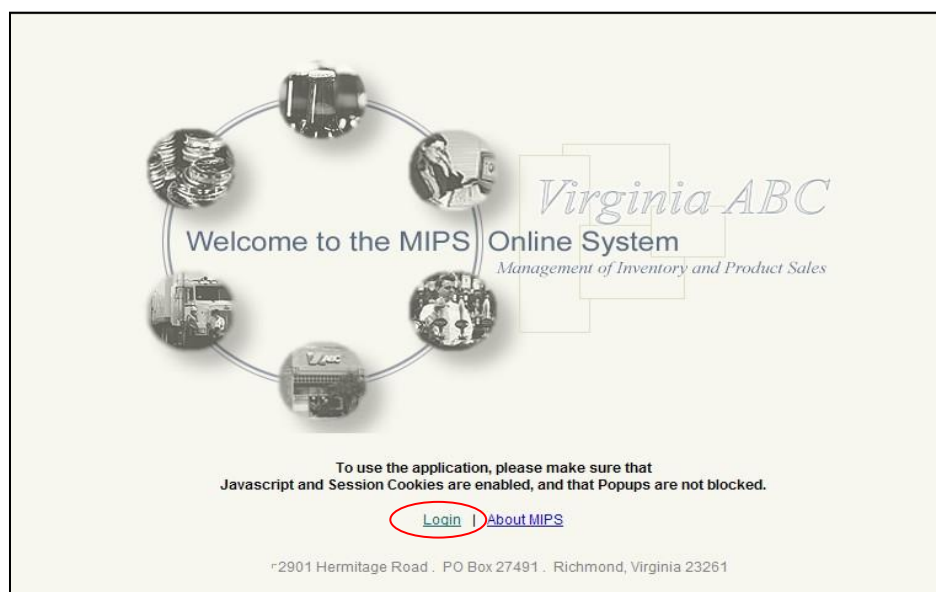 Virginia ABC
Welcome to the MIPS Online System
Management of Inventory and Product Sales
ABC
To use the application, please make sure that
Javascript and Session Cookies are enabled, and that Popups are not blocked.
Login | About MIPS
2901 Hermitage Road . PO Box 27491 . Richmond, Virginia 23261